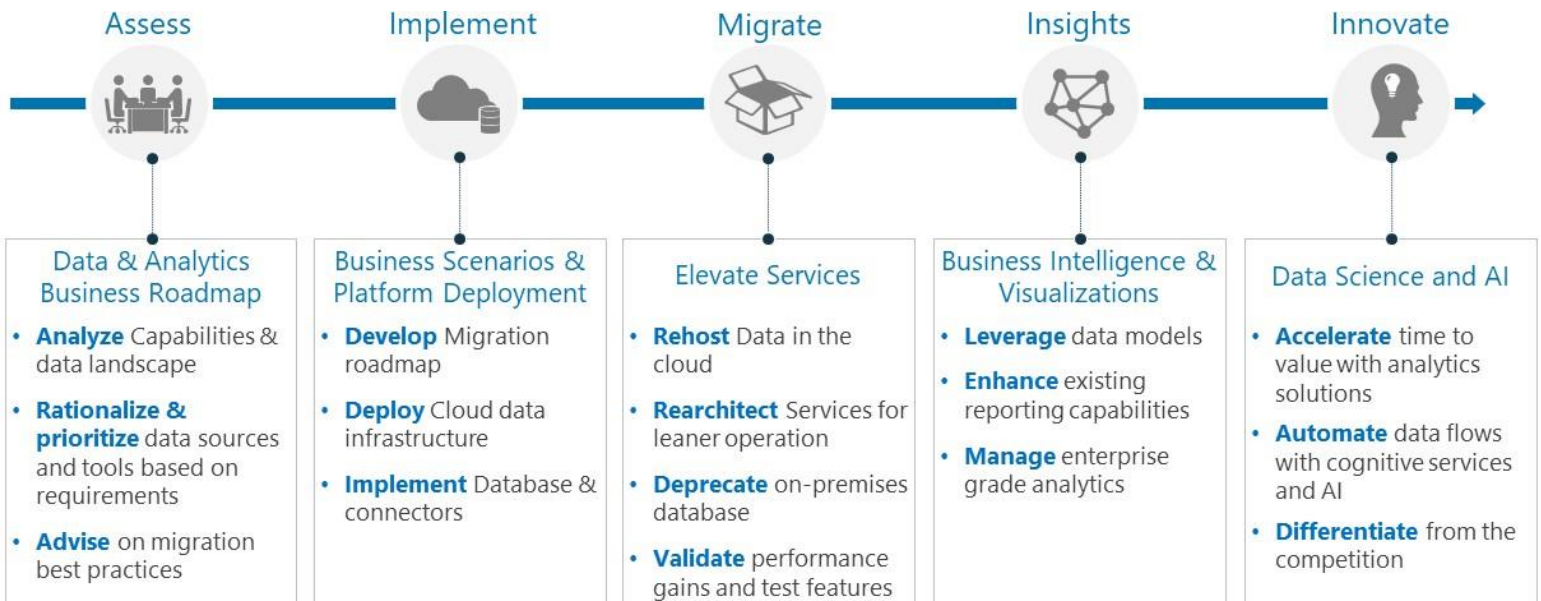 Assess
Implement
Migrate
Insights
Innovate
Data & Analytics
Business Roadmap
• Analyze Capabilities &
data landscape
• Rationalize &
prioritize data sources
and tools based on
requirements
• Advise on migration
best practices
Business Scenarios &
Platform Deployment
• Develop Migration
roadmap
• Deploy Cloud data
infrastructure
• Implement Database &
connectors
Elevate Services
• Rehost Data in the
cloud
• Rearchitect Services for
leaner operation
• Deprecate on-premises
database
• Validate performance
gains and test features
Business Intelligence &
Visualizations
• Leverage data models
• Enhance existing
reporting capabilities
• Manage enterprise
grade analytics
Data Science and AI
• Accelerate time to
value with analytics
solutions
• Automate data flows
with cognitive services
and AI
• Differentiate from the
competition